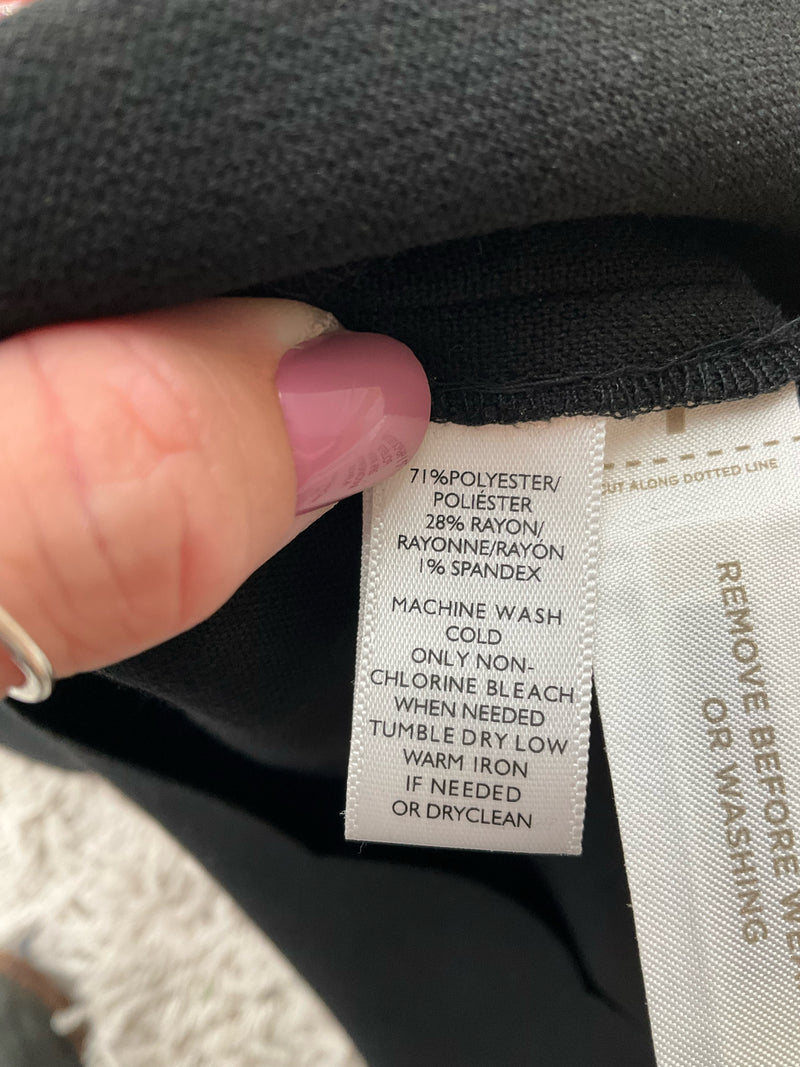 71%POLYESTER/
POLIÉSTER
28% RAYON/
RAYONNE/RAYÓN
1% SPANDEX
MACHINE WASH
COLD
ONLY NON-
CHLORINE BLEACH
WHEN NEEDED
TUMBLE DRY LOW
WARM IRON
IF NEEDED
OR DRYCLEAN
ALONG DOTTED LINE
REMOVE BEFORE
OR WASHING